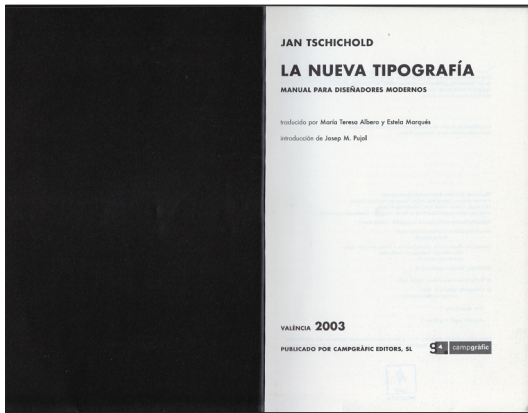 JAN TSCHICHOLD
LA NUEVA TIPOGRAFÍA
MANUAL PARA DISEÑADORES MODERNOS
traducido por María Teresa Albero y Estela Marqués
introducción de Josep M. Pujol
VALÈNCIA 2003
PUBLICADO POR CAMPGRÀFIC EDITORS, SL
campgràfic